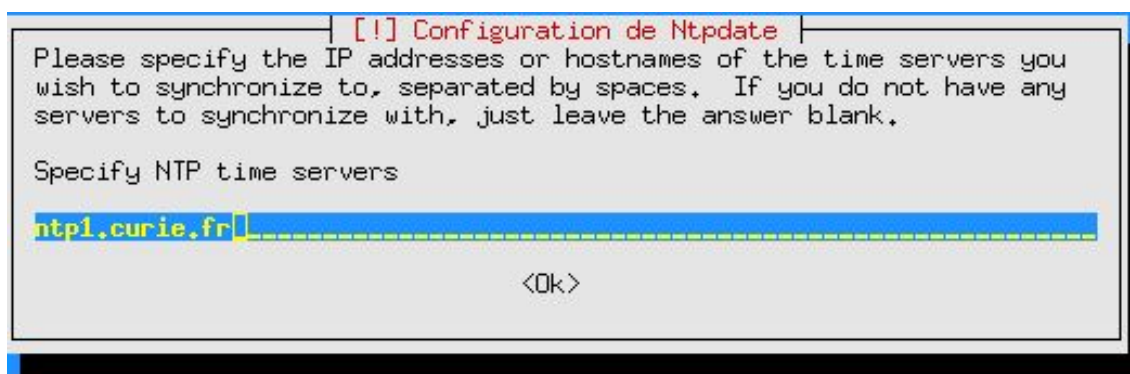 [!] Configuration de Ntpdate
Please specify the IP addresses or hostnames of the time servers you
wish to synchronize to, separated by spaces. If you do not have any
servers to synchronize with, just leave the answer blank.
Specify NTP time servers
ntp1.curie.fr
<Ok>